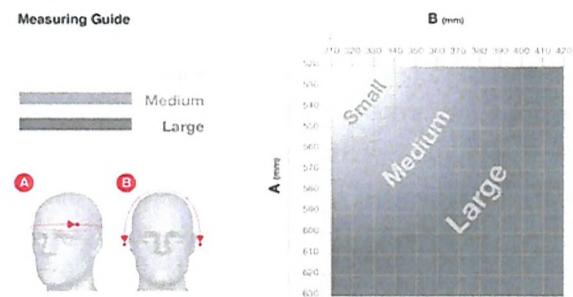 Measuring Guide
Medium
Large
A
B
B (mm)
310 320 330 340 350 360 370 380 390 400 410 420
A (mm)
520
530
540
550
560
570
580
590
600
610
620
630
Small
Medium
Large